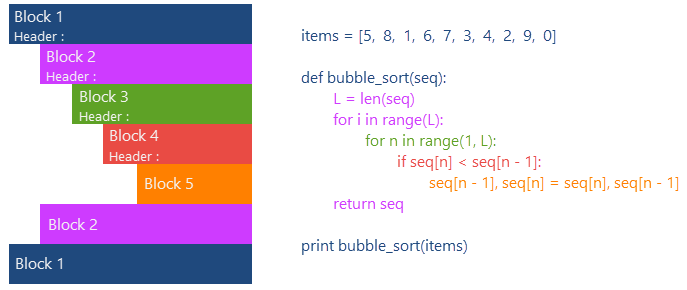 Block 1
Header :
Block 2
Header :
Block 3
Header :
Block 4
Header :
Block 5
Block 2
Block 1
items = [5, 8, 1, 6, 7, 3, 4, 2, 9, 0]
def bubble_sort(seq):
L = len(seq)
for i in range(L):
for n in range(1, L):
if seq[n] < seq[n - 1]:
seq[n - 1], seq[n] = seq[n], seq[n - 1]
return seq
print bubble_sort(items)